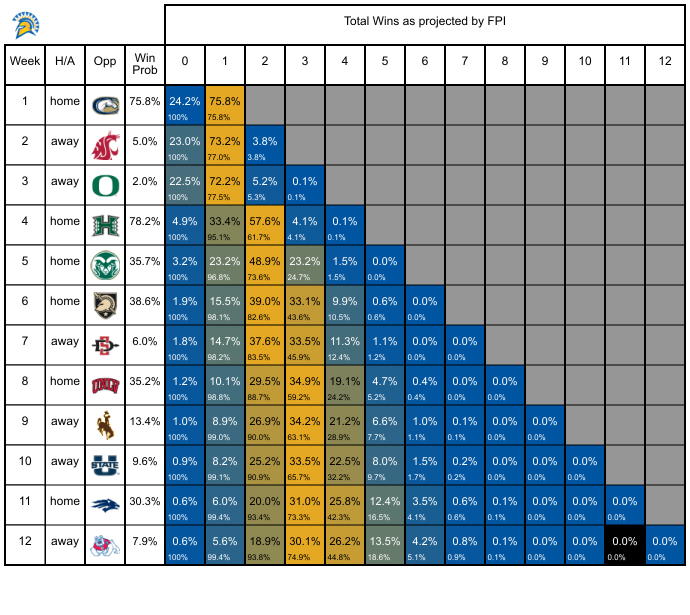 Total Wins as projected by FPI
Week H/A Opp Win Prob 0 1 2 3 4 5 6 7 8 9 10 11 12
1 home C 75.8% 24.2% 75.8%
100% 75.8%
2 away 5.0% 23.0% 73.2% 3.8%
100% 77.0% 3.8%
3 away O 2.0% 22.5% 72.2% 5.2% 0.1%
100% 77.5% 5.3% 0.1%
4 home H 78.2% 4.9% 33.4% 57.6% 4.1% 0.1%
100% 95.1% 61.7% 4.1% 0.1%
5 home 35.7% 3.2% 23.2% 48.9% 23.2% 1.5% 0.0%
100% 96.8% 73.6% 24.7% 1.5% 0.0%
6 home 38.6% 1.9% 15.5% 39.0% 33.1% 9.9% 0.6% 0.0%
100% 98.1% 82.6% 43.6% 10.5% 0.6% 0.0%
7 away SD 6.0% 1.8% 14.7% 37.6% 33.5% 11.3% 1.1% 0.0% 0.0%
100% 98.2% 83.5% 45.9% 12.4% 1.2% 0.0% 0.0%
8 home UNLV 35.2% 1.2% 10.1% 29.5% 34.9% 19.1% 4.7% 0.4% 0.0% 0.0%
100% 98.8% 88.7% 59.2% 24.2% 5.2% 0.4% 0.0% 0.0%
9 away 13.4% 1.0% 8.9% 26.9% 34.2% 21.2% 6.6% 1.0% 0.1% 0.0% 0.0%
100% 99.0% 90.0% 63.1% 28.9% 7.7% 1.1% 0.1% 0.0% 0.0%
10 away U STATE 9.6% 0.9% 8.2% 25.2% 33.5% 22.5% 8.0% 1.5% 0.2% 0.0% 0.0% 0.0%
100% 99.1% 90.9% 65.7% 32.2% 9.7% 1.7% 0.2% 0.0% 0.0% 0.0%
11 home 30.3% 0.6% 6.0% 20.0% 31.0% 25.8% 12.4% 3.5% 0.6% 0.1% 0.0% 0.0% 0.0%
100% 99.4% 93.4% 73.3% 42.3% 16.5% 4.1% 0.6% 0.1% 0.0% 0.0% 0.0%
12 away 7.9% 0.6% 5.6% 18.9% 30.1% 26.2% 13.5% 4.2% 0.8% 0.1% 0.0% 0.0% 0.0% 0.0%
100% 99.4% 93.8% 74.9% 44.8% 18.6% 5.1% 0.9% 0.1% 0.0% 0.0% 0.0% 0.0%